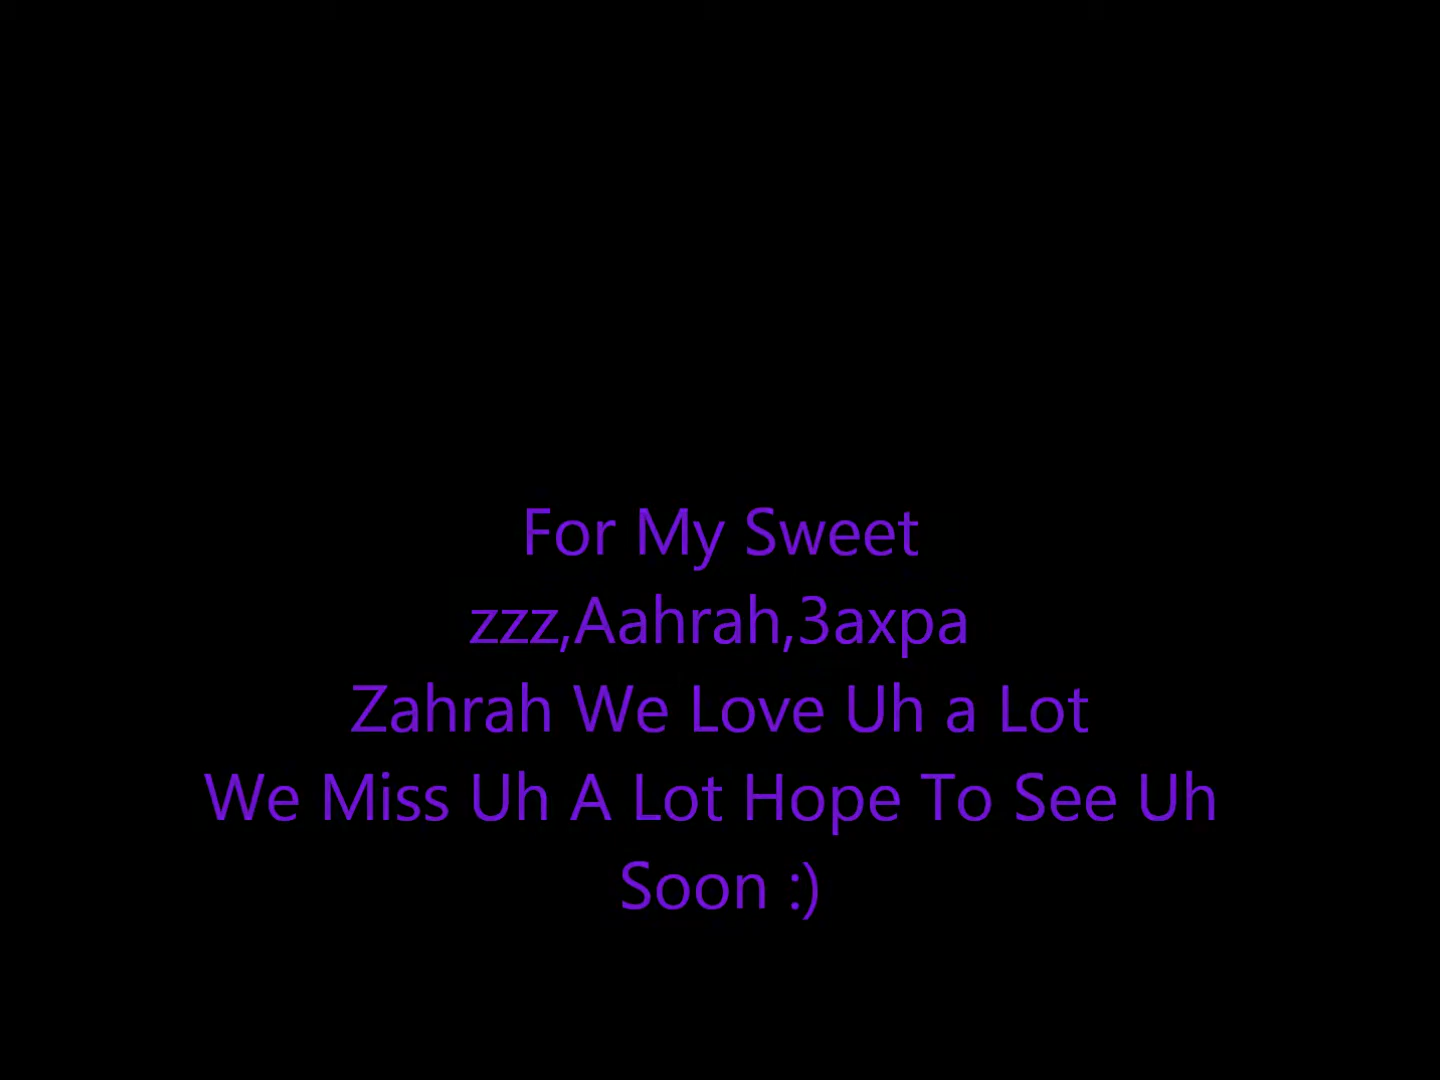 For My Sweet
zzz,Aahrah,3axpa
Zahrah We Love Uh a Lot
We Miss Uh A Lot Hope To See Uh
Soon :)